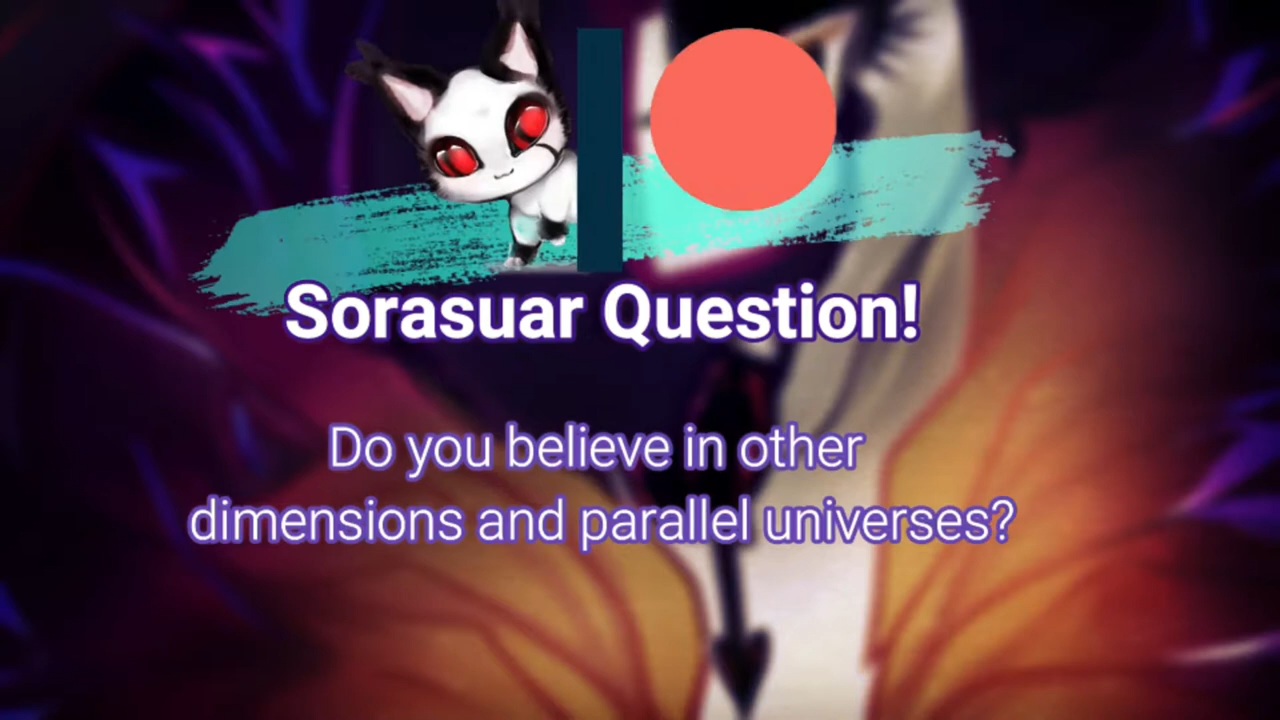 Sorasuar Question!
Do you believe in other
dimensions and parallel universes?